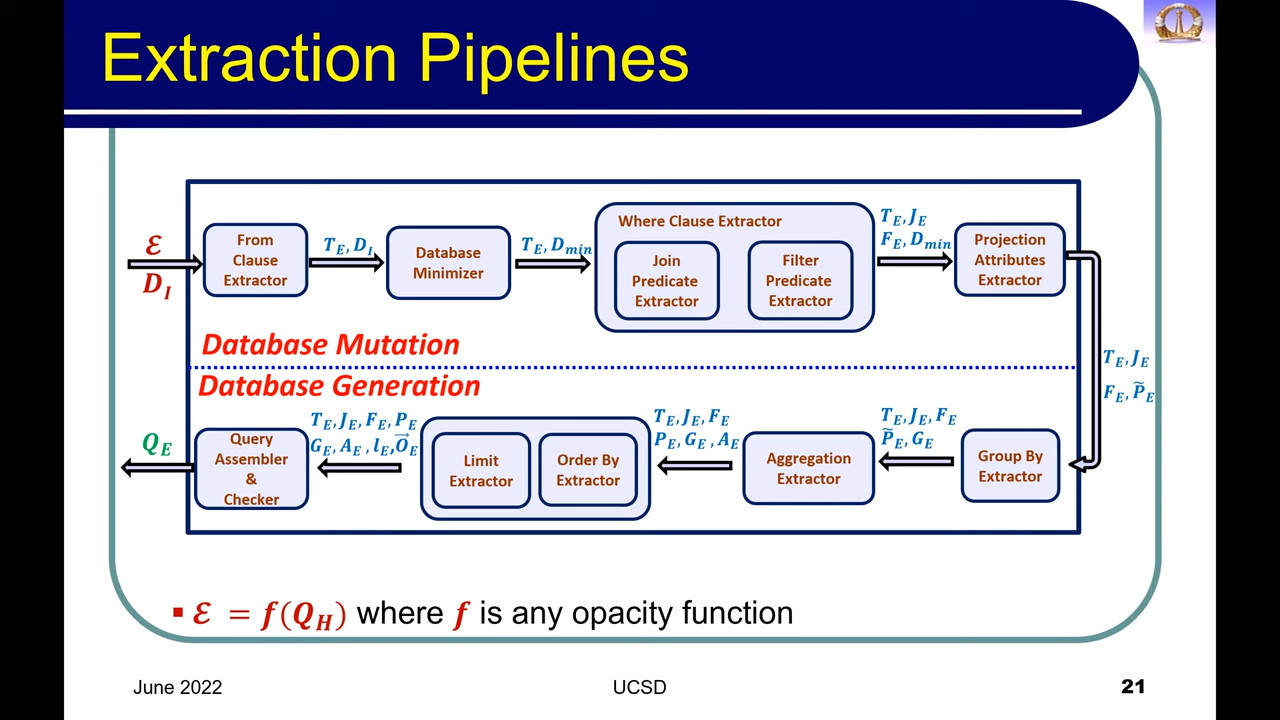 Extraction Pipelines
ℰ
D_I
From
Clause
Extractor
T_E, D_I
Database
Minimizer
T_E, D_min
Where Clause Extractor
Join
Predicate
Extractor
Filter
Predicate
Extractor
T_E, J_E
F_E, D_min
Projection
Attributes
Extractor
Database Mutation
T_E, J_E
F_E, P̃_E
Database Generation
Q_E
Query
Assembler
&
Checker
T_E, J_E, F_E, P_E
G_E, A_E, l_E, O⃗_E
Limit
Extractor
Order By
Extractor
T_E, J_E, F_E
P_E, G_E, A_E
Aggregation
Extractor
T_E, J_E, F_E
P̃_E, G_E
Group By
Extractor
▪ ℰ = f(Q_H) where f is any opacity function
June 2022
UCSD
21